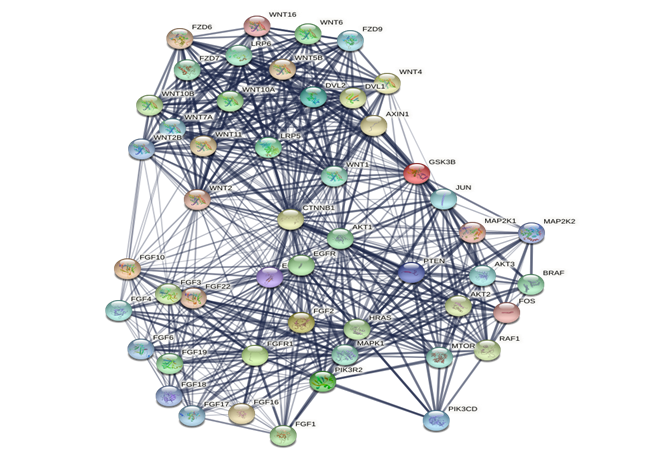 WNT16
FZD6
WNT6
FZD9
LRP6
FZD7
WNT5B
WNT4
DVL2
DVL1
WNT10B
WNT10A
AXIN1
WNT7A
WNT2B
WNT11
LRP5
WNT1
GSK3B
WNT2
JUN
CTNNB1
MAP2K1
MAP2K2
AKT1
EGFR
FGF10
E
PTEN
AKT3
BRAF
FGF3
FGF22
FGF4
AKT2
FOS
FGF2
HRAS
FGF6
FGF19
FGFR1
MAPK1
MTOR
RAF1
PIK3R2
FGF18
FGF17
FGF16
PIK3CD
FGF1